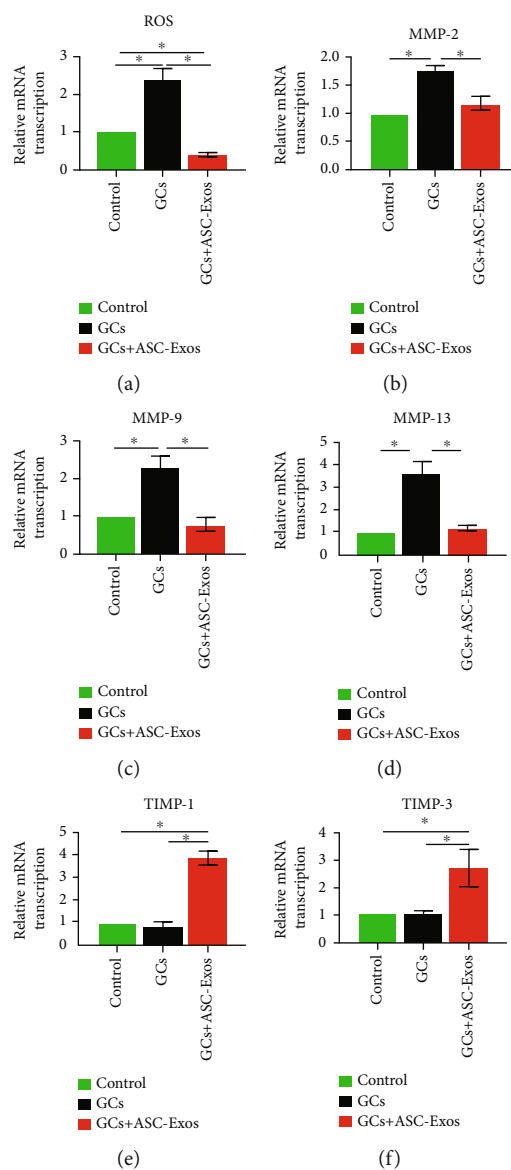 ROS
Relative mRNA
transcription
3
2
1
0
*
*
*
Control
GCs
GCs+ASC-Exos
Control
GCs
GCs+ASC-Exos
(a)
MMP-2
Relative mRNA
transcription
2.0
1.5
1.0
0.5
0.0
*
*
Control
GCs
GCs+ASC-Exos
Control
GCs
GCs+ASC-Exos
(b)
MMP-9
Relative mRNA
transcription
3
2
1
0
*
*
Control
GCs
GCs+ASC-Exos
Control
GCs
GCs+ASC-Exos
(c)
MMP-13
Relative mRNA
transcription
5
4
3
2
1
0
*
*
Control
GCs
GCs+ASC-Exos
Control
GCs
GCs+ASC-Exos
(d)
TIMP-1
Relative mRNA
transcription
5
4
3
2
1
0
*
*
Control
GCs
GCs+ASC-Exos
Control
GCs
GCs+ASC-Exos
(e)
TIMP-3
Relative mRNA
transcription
4
3
2
1
0
*
*
Control
GCs
GCs+ASC-Exos
Control
GCs
GCs+ASC-Exos
(f)